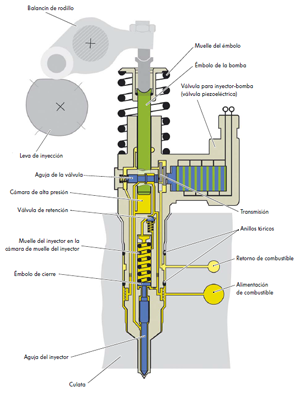 Balancín de rodillo
Muelle del émbolo
Émbolo de la bomba
Válvula para inyector-bomba
(válvula piezoeléctrica)
Leva de inyección
Aguja de la válvula
Cámara de alta presión
Válvula de retención
Transmisión
Anillos tóricos
Muelle del inyector en la
cámara de muelle del inyector
Retorno de combustible
Émbolo de cierre
Alimentación
de combustible
Aguja del inyector
Culata